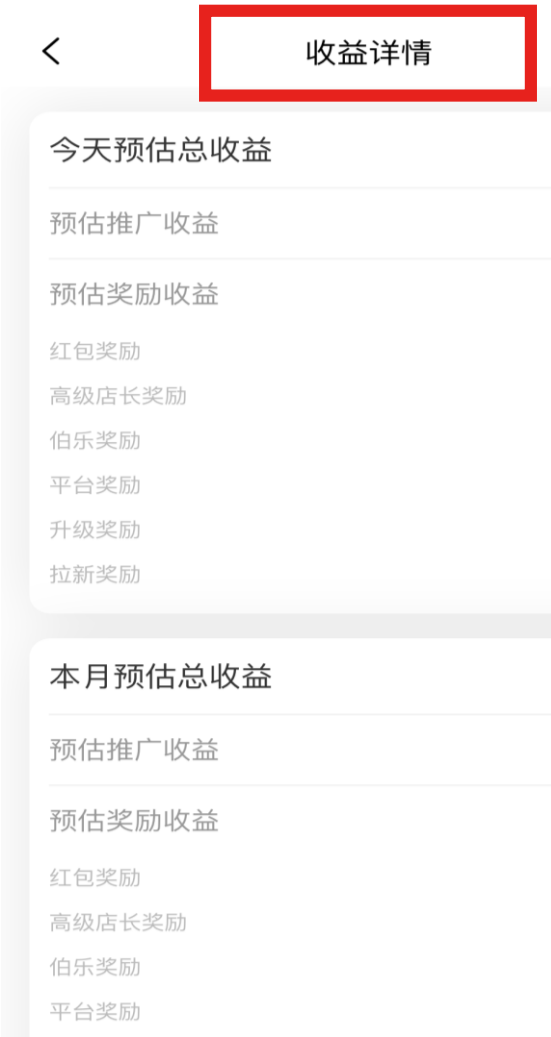 收益详情
今天预估总收益
预估推广收益
预估奖励收益
红包奖励
高级店长奖励
伯乐奖励
平台奖励
升级奖励
拉新奖励
本月预估总收益
预估推广收益
预估奖励收益
红包奖励
高级店长奖励
伯乐奖励
平台奖励